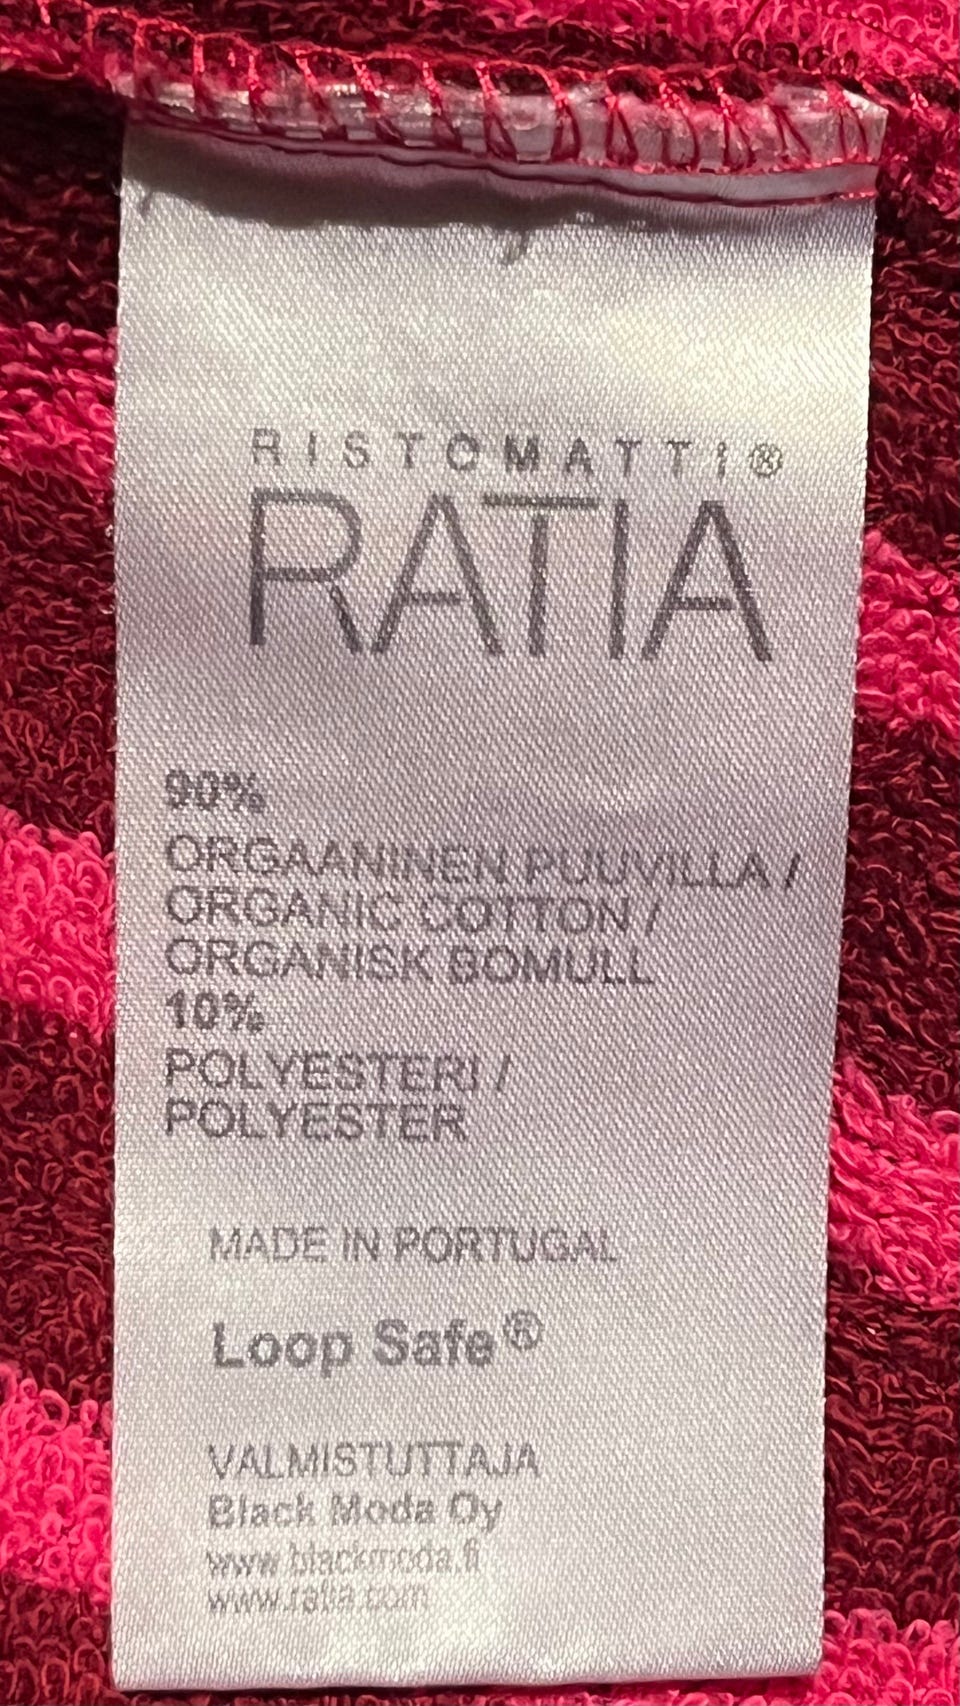 RISTOMATTI®
RATIA
90%
ORGAANINEN PUUVILLA /
ORGANIC COTTON /
ORGANISK BOMULL
10%
POLYESTERI /
POLYESTER
MADE IN PORTUGAL
Loop Safe®
VALMISTUTTAJA
Black Moda Oy
www.blackmoda.fi
www.ratia.com